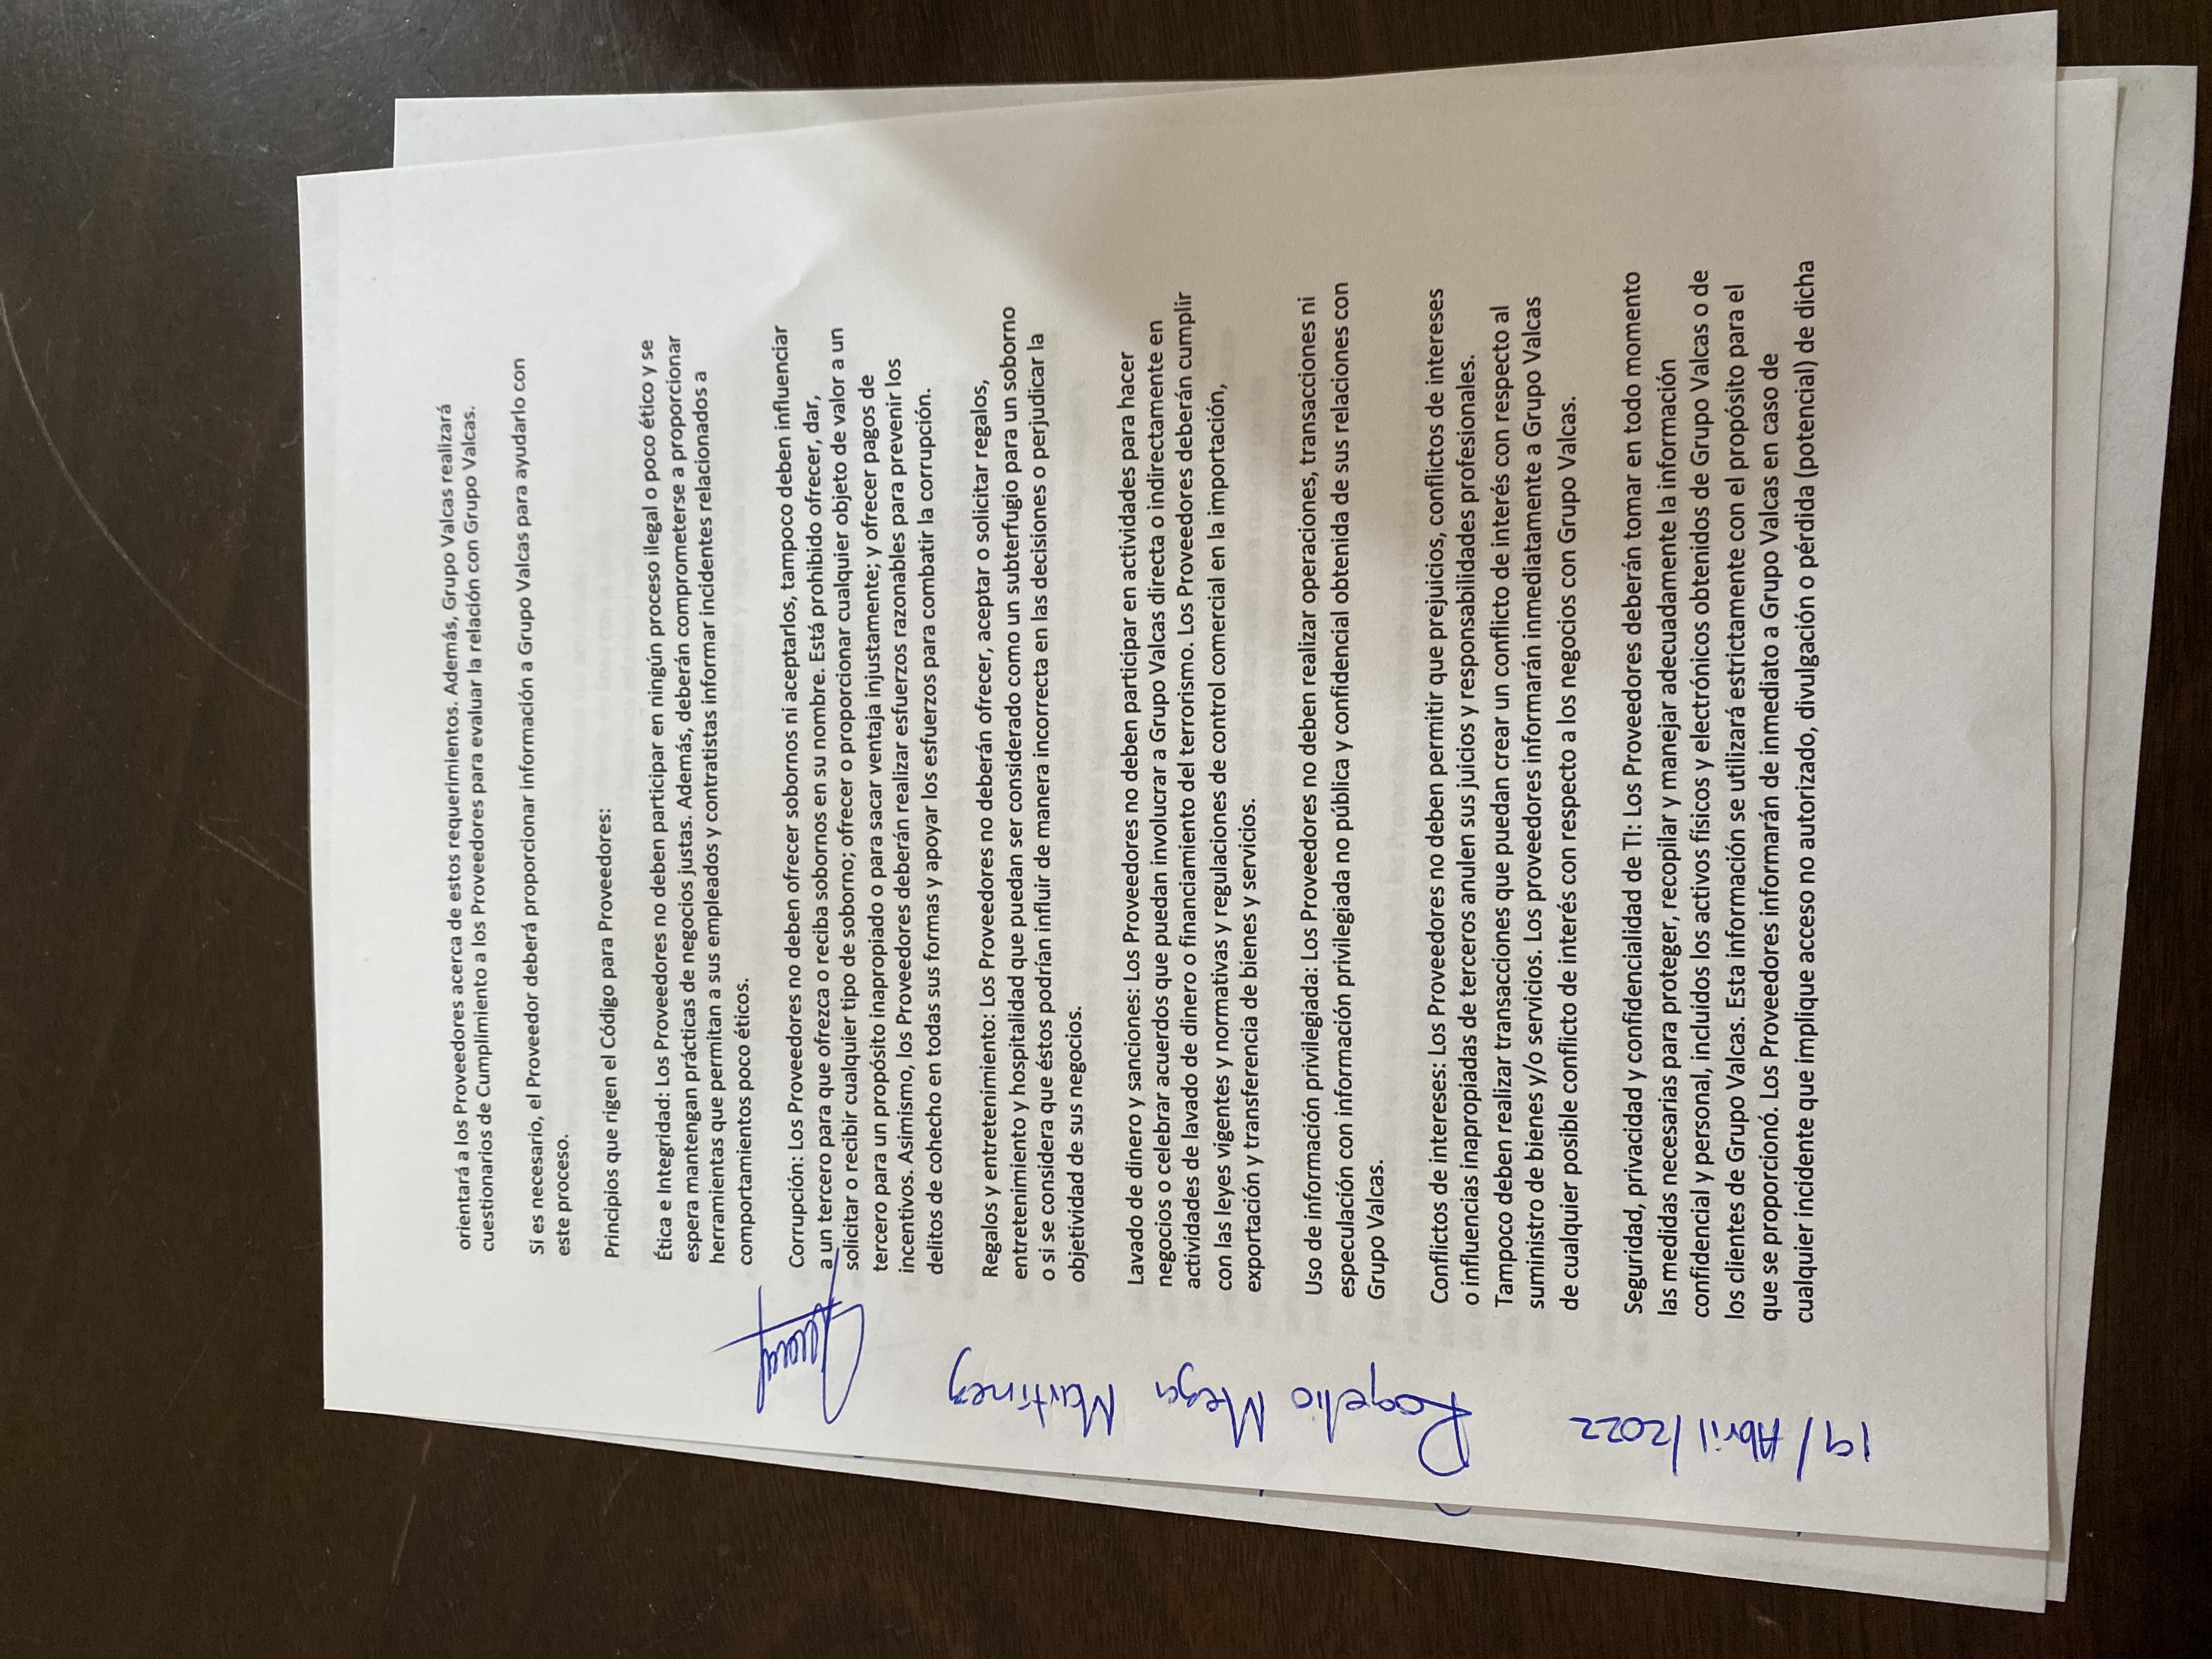 orientará a los Proveedores acerca de estos requerimientos. Además, Grupo Valcas realizará
cuestionarios de Cumplimiento a los Proveedores para evaluar la relación con Grupo Valcas.
Si es necesario, el Proveedor deberá proporcionar información a Grupo Valcas para ayudarlo con
este proceso.
Principios que rigen el Código para Proveedores:
Ética e Integridad: Los Proveedores no deben participar en ningún proceso ilegal o poco ético y se
espera mantengan prácticas de negocios justas. Además, deberán comprometerse a proporcionar
herramientas que permitan a sus empleados y contratistas informar incidentes relacionados a
comportamientos poco éticos.
Corrupción: Los Proveedores no deben ofrecer sobornos ni aceptarlos, tampoco deben influenciar
a un tercero para que ofrezca o reciba sobornos en su nombre. Está prohibido ofrecer, dar,
solicitar o recibir cualquier tipo de soborno; ofrecer o proporcionar cualquier objeto de valor a un
tercero para un propósito inapropiado o para sacar ventaja injustamente; y ofrecer pagos de
incentivos. Asimismo, los Proveedores deberán realizar esfuerzos razonables para prevenir los
delitos de cohecho en todas sus formas y apoyar los esfuerzos para combatir la corrupción.
Regalos y entretenimiento: Los Proveedores no deberán ofrecer, aceptar o solicitar regalos,
entretenimiento y hospitalidad que puedan ser considerado como un subterfugio para un soborno
o si se considera que éstos podrían influir de manera incorrecta en las decisiones o perjudicar la
objetividad de sus negocios.
Lavado de dinero y sanciones: Los Proveedores no deben participar en actividades para hacer
negocios o celebrar acuerdos que puedan involucrar a Grupo Valcas directa o indirectamente en
actividades de lavado de dinero o financiamiento del terrorismo. Los Proveedores deberán cumplir
con las leyes vigentes y normativas y regulaciones de control comercial en la importación,
exportación y transferencia de bienes y servicios.
Uso de información privilegiada: Los Proveedores no deben realizar operaciones, transacciones ni
especulación con información privilegiada no pública y confidencial obtenida de sus relaciones con
Grupo Valcas.
Conflictos de intereses: Los Proveedores no deben permitir que prejuicios, conflictos de intereses
o influencias inapropiadas de terceros anulen sus juicios y responsabilidades profesionales.
Tampoco deben realizar transacciones que puedan crear un conflicto de interés con respecto al
suministro de bienes y/o servicios. Los proveedores informarán inmediatamente a Grupo Valcas
de cualquier posible conflicto de interés con respecto a los negocios con Grupo Valcas.
Seguridad, privacidad y confidencialidad de TI: Los Proveedores deberán tomar en todo momento
las medidas necesarias para proteger, recopilar y manejar adecuadamente la información
confidencial y personal, incluidos los activos físicos y electrónicos obtenidos de Grupo Valcas o de
los clientes de Grupo Valcas. Esta información se utilizará estrictamente con el propósito para el
que se proporcionó. Los Proveedores informarán de inmediato a Grupo Valcas en caso de
cualquier incidente que implique acceso no autorizado, divulgación o pérdida (potencial) de dicha
19/Abril/2022 Rogelio Meza Martínez